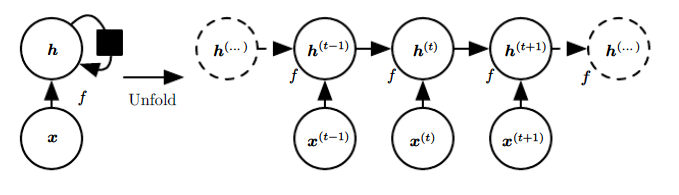 h
f
x
Unfold
h^(...)
h^(t−1)
h^(t)
h^(t+1)
h^(...)
f
f
f
f
x^(t−1)
x^(t)
x^(t+1)